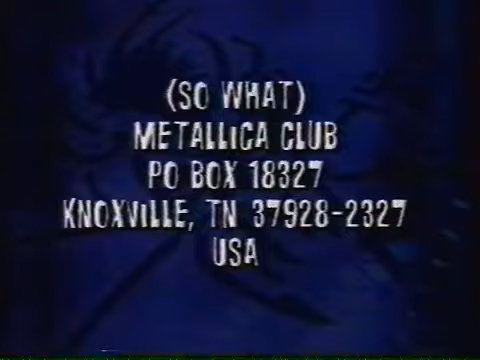 (SO WHAT)
METALLiCA CLUB
PO BOX 18327
KNOXViLLE, TN 37928-2327
USA